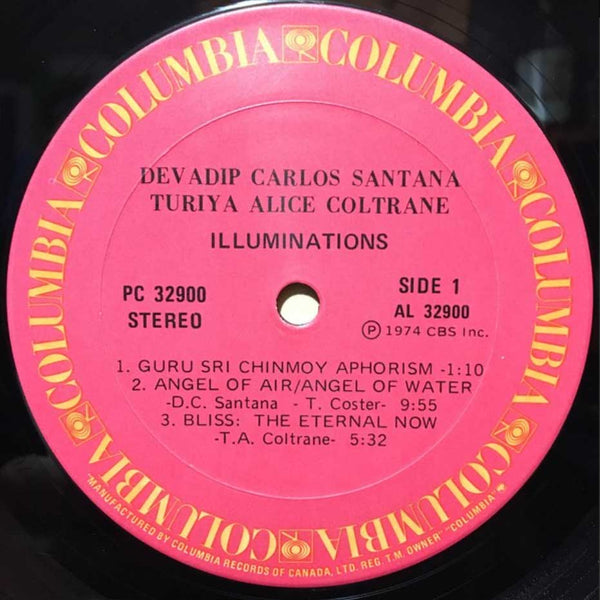 COLUMBIA COLUMBIA COLUMBIA COLUMBIA COLUMBIA COLUMBIA COLUMBIA
DEVADIP CARLOS SANTANA
TURIYA ALICE COLTRANE
ILLUMINATIONS
PC 32900
STEREO
SIDE 1
AL 32900
Ⓟ 1974 CBS Inc.
1. GURU SRI CHINMOY APHORISM -1:10
2. ANGEL OF AIR/ANGEL OF WATER
-D.C. Santana - T. Coster- 9:55
3. BLISS: THE ETERNAL NOW
-T.A. Coltrane- 5:32
"MANUFACTURED BY COLUMBIA RECORDS OF CANADA, LTD. REG. T.M. OWNER" "COLUMBIA"